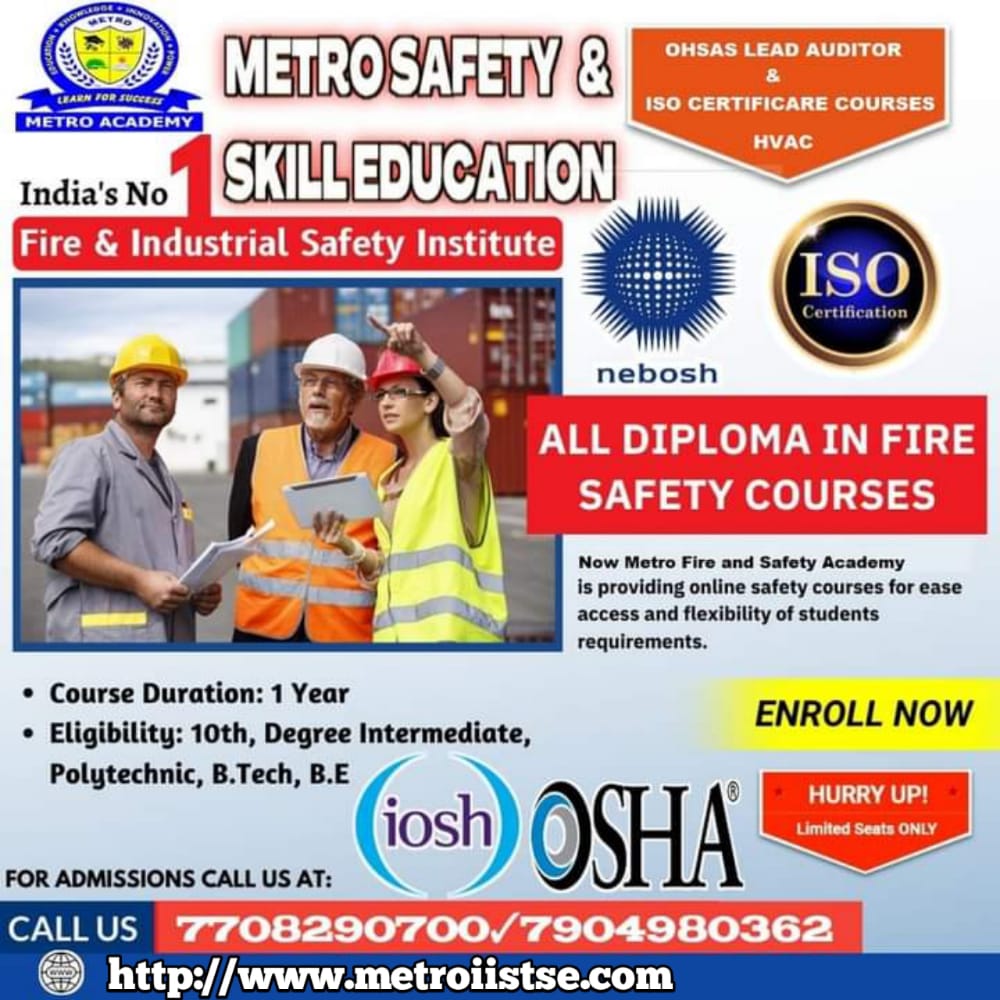 EDUCATION • KNOWLEDGE • INNOVATION • POWER
METRO
LEARN FOR SUCCESS
METRO ACADEMY
METRO SAFETY &
SKILL EDUCATION
OHSAS LEAD AUDITOR
&
ISO CERTIFICARE COURSES
HVAC
India's No 1
Fire & Industrial Safety Institute
nebosh
ISO
Certification
ALL DIPLOMA IN FIRE
SAFETY COURSES
Now Metro Fire and Safety Academy
is providing online safety courses for ease
access and flexibility of students
requirements.
• Course Duration: 1 Year
• Eligibility: 10th, Degree Intermediate,
Polytechnic, B.Tech, B.E
ENROLL NOW
iosh
OSHA®
HURRY UP!
Limited Seats ONLY
FOR ADMISSIONS CALL US AT:
CALL US 7708290700/7904980362
www
http://www.metroiistse.com